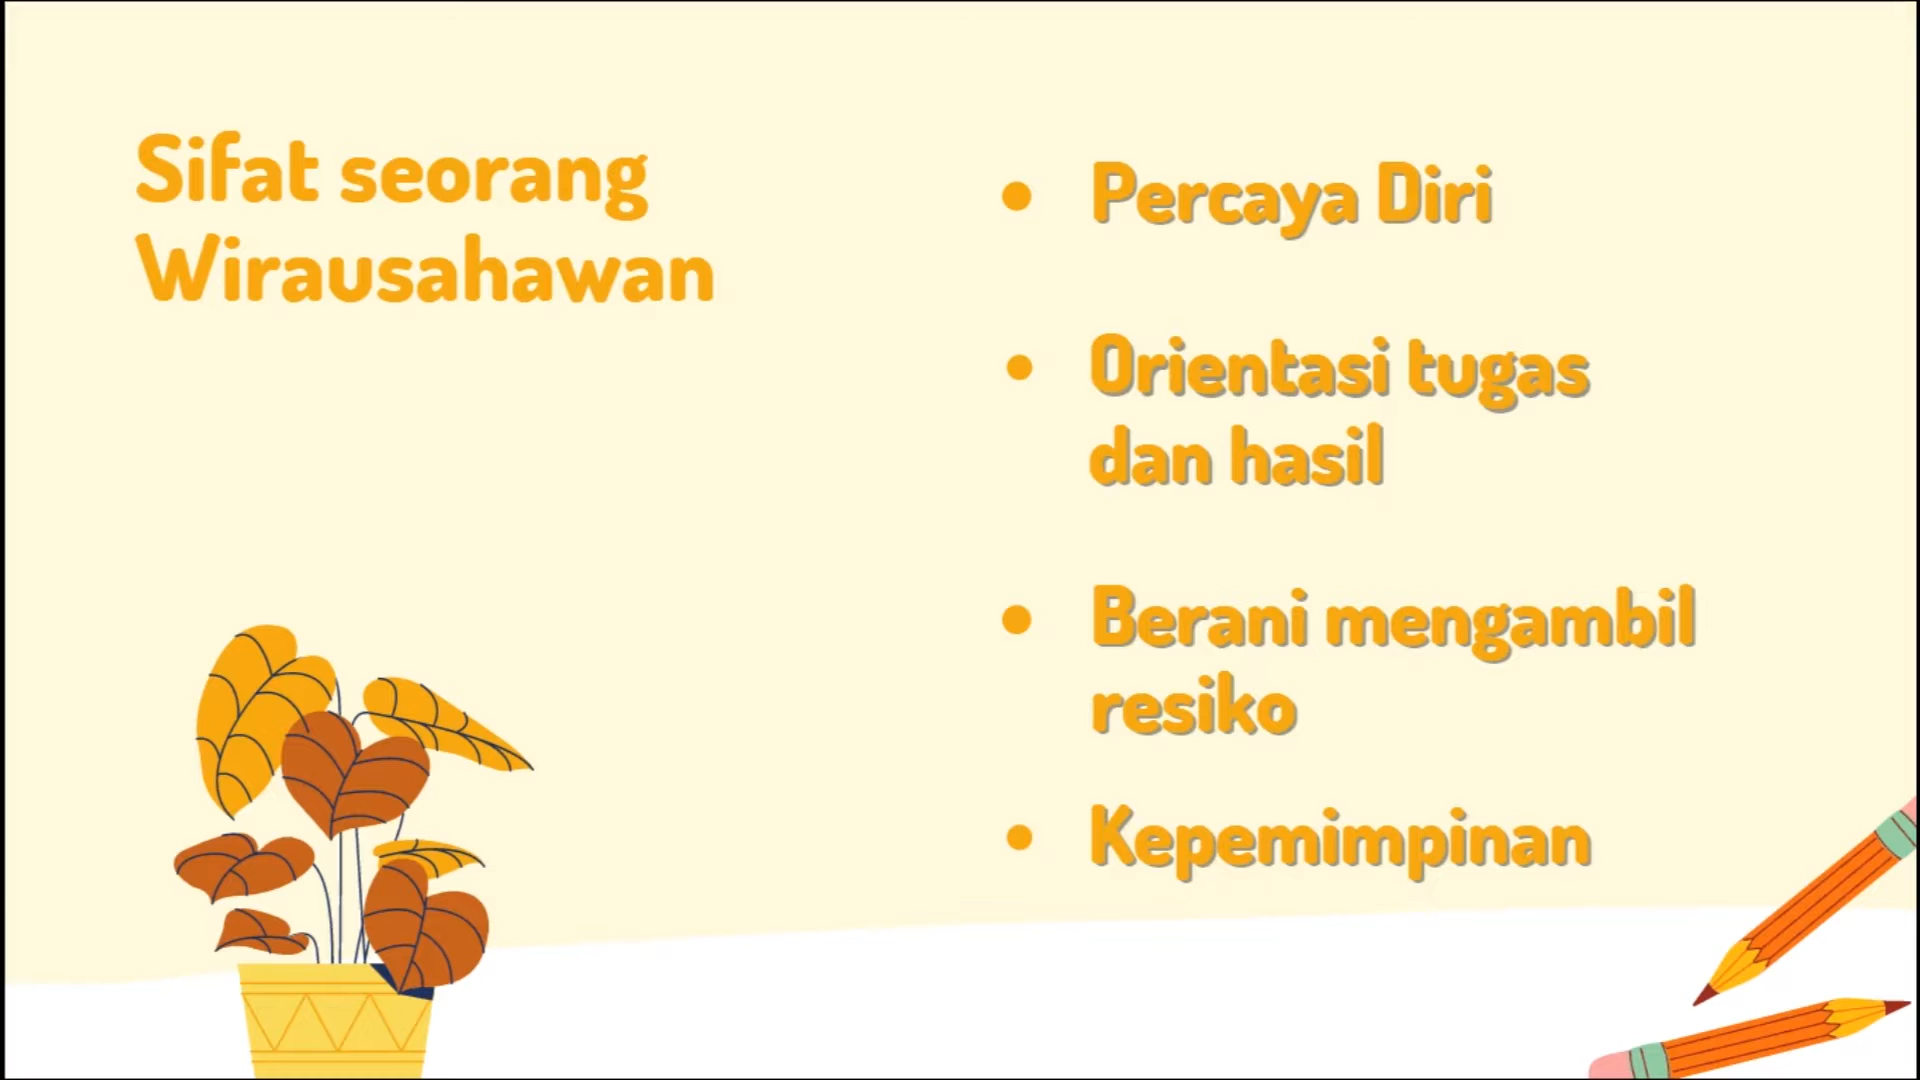 Sifat seorang
Wirausahawan
• Percaya Diri
• Orientasi tugas
dan hasil
• Berani mengambil
resiko
• Kepemimpinan